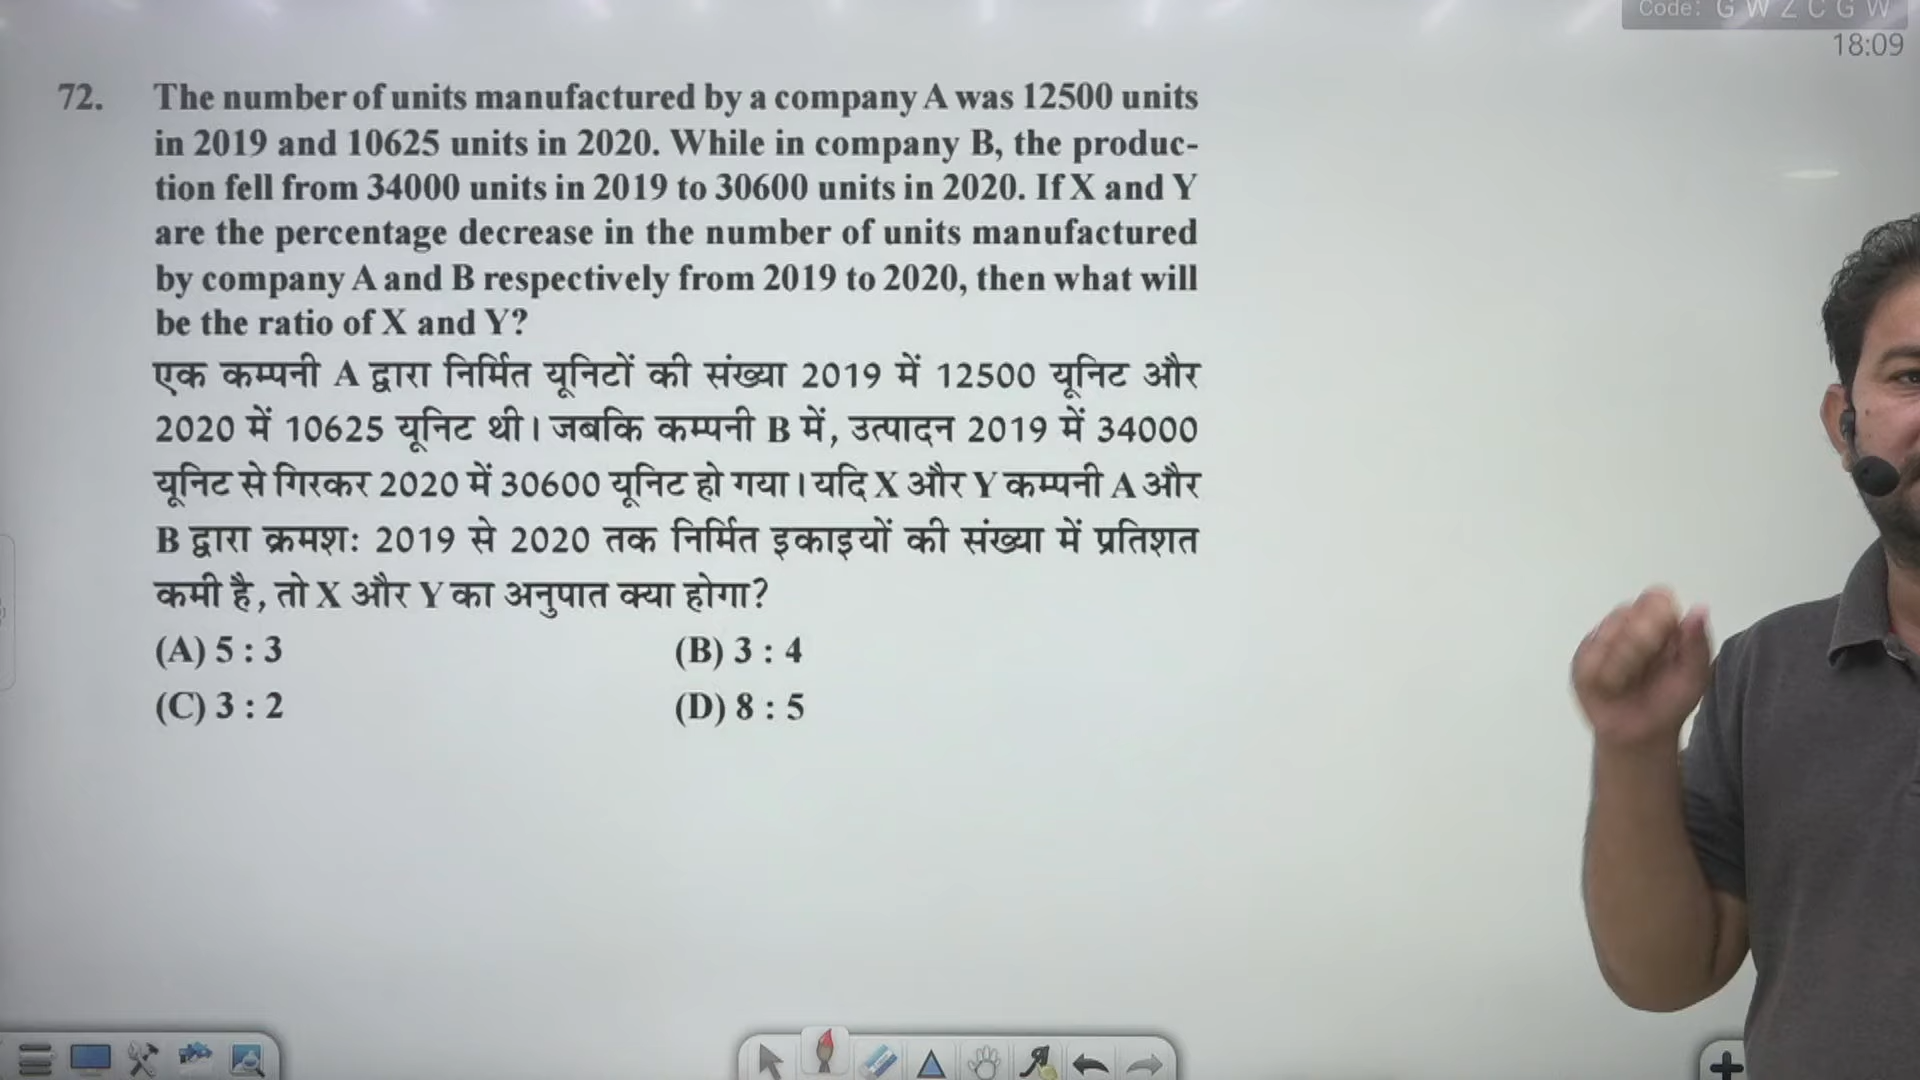 Code: G W Z C G W
18:09
72. The number of units manufactured by a company A was 12500 units
in 2019 and 10625 units in 2020. While in company B, the produc-
tion fell from 34000 units in 2019 to 30600 units in 2020. If X and Y
are the percentage decrease in the number of units manufactured
by company A and B respectively from 2019 to 2020, then what will
be the ratio of X and Y?
एक कम्पनी A द्वारा निर्मित यूनिटों की संख्या 2019 में 12500 यूनिट और
2020 में 10625 यूनिट थी। जबकि कम्पनी B में, उत्पादन 2019 में 34000
यूनिट से गिरकर 2020 में 30600 यूनिट हो गया। यदि X और Y कम्पनी A और
B द्वारा क्रमशः 2019 से 2020 तक निर्मित इकाइयों की संख्या में प्रतिशत
कमी है, तो X और Y का अनुपात क्या होगा?
(A) 5 : 3 (B) 3 : 4
(C) 3 : 2 (D) 8 : 5